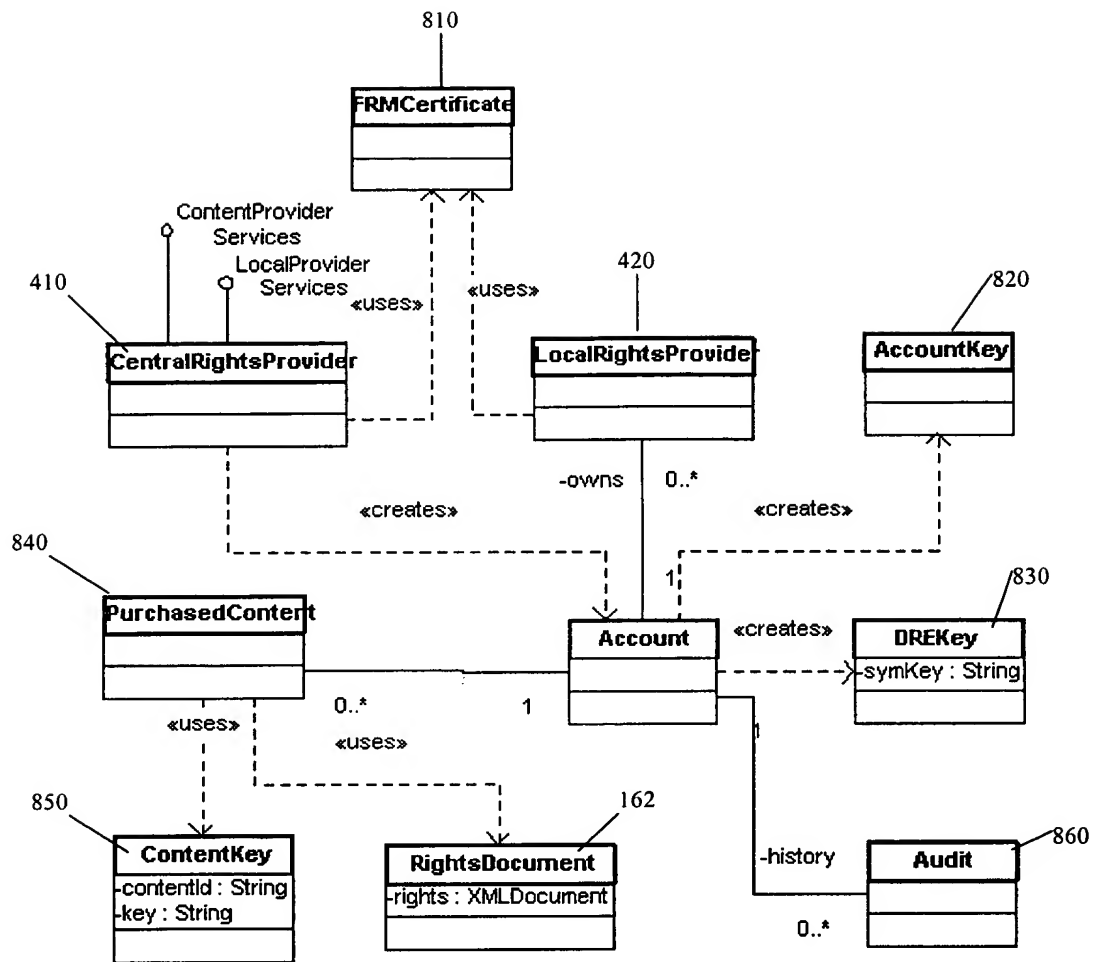 810
FRMCertificate
ContentProvider
Services
LocalProvider
Services
410
«uses»
«uses»
420
820
CentralRightsProvider
LocalRightsProvider
AccountKey
-owns
0..*
«creates»
«creates»
840
1
830
PurchasedContent
Account
«creates»
DREKey
-symKey : String
0..*
1
1
«uses»
«uses»
850
162
860
ContentKey
-contentId : String
-key : String
RightsDocument
-rights : XMLDocument
-history
Audit
0..*